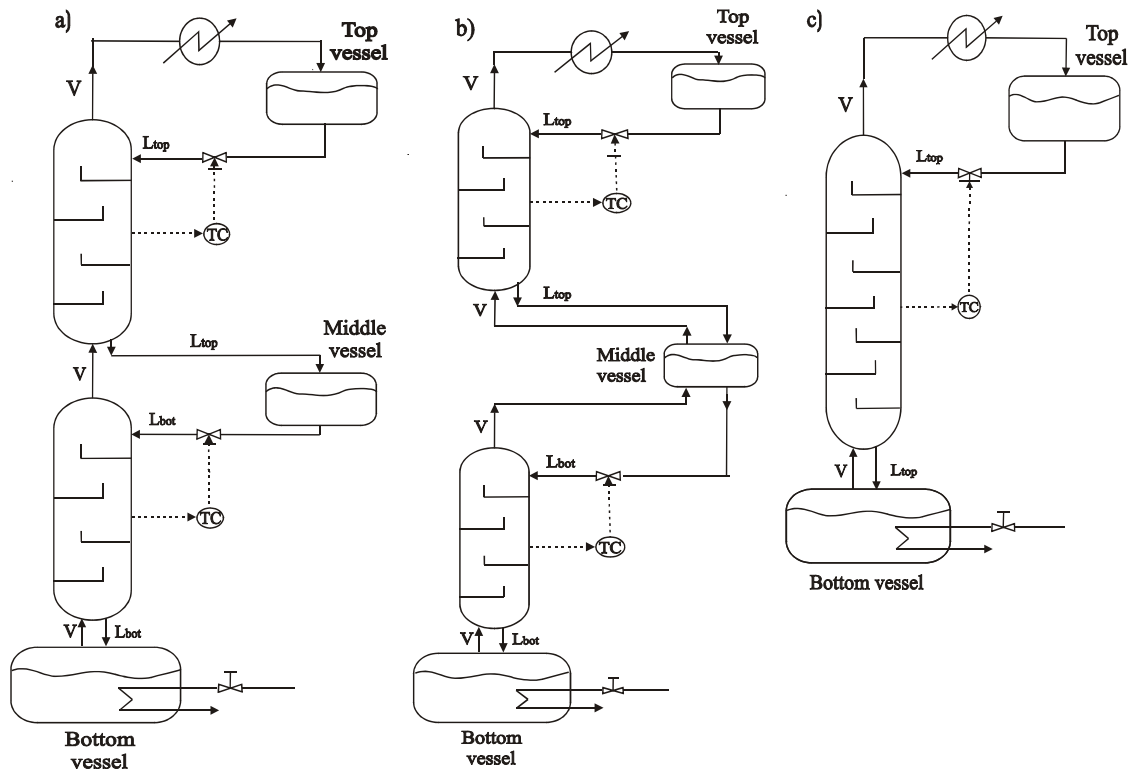 a)
Top
vessel
V
Ltop
TC
Ltop
Middle
vessel
V
Lbot
TC
V
Lbot
Bottom
vessel
b)
Top
vessel
V
Ltop
TC
Ltop
V
Middle
vessel
V
Lbot
TC
V
Lbot
Bottom
vessel
c)
Top
vessel
V
Ltop
TC
V
Ltop
Bottom vessel